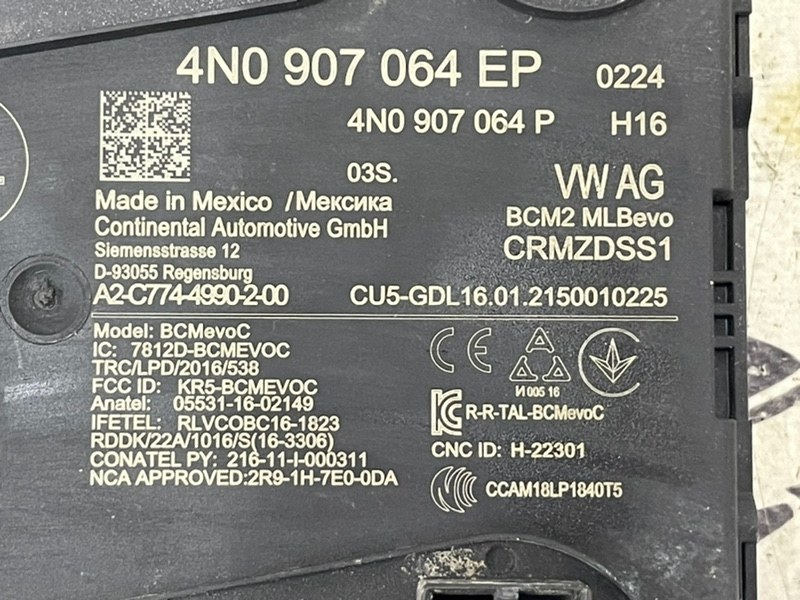 4N0 907 064 EP 0224
4N0 907 064 P H16
03S.
VW AG
Made in Mexico /Мексика
BCM2 MLBevo
Continental Automotive GmbH
CRMZDSS1
Siemensstrasse 12
D-93055 Regensburg
A2-C774-4990-2-00 CU5-GDL16.01.2150010225
Model: BCMevoC
IC: 7812D-BCMEVOC
TRC/LPD/2016/538
FCC ID: KR5-BCMEVOC
Anatel: 05531-16-02149
IFETEL: RLVCOBC16-1823
RDDK/22A/1016/S(16-3306)
CONATEL PY: 216-11-I-000311
NCA APPROVED:2R9-1H-7E0-0DA
CE
И 005 16
R-R-TAL-BCMevoC
CNC ID: H-22301
CCAM18LP1840T5